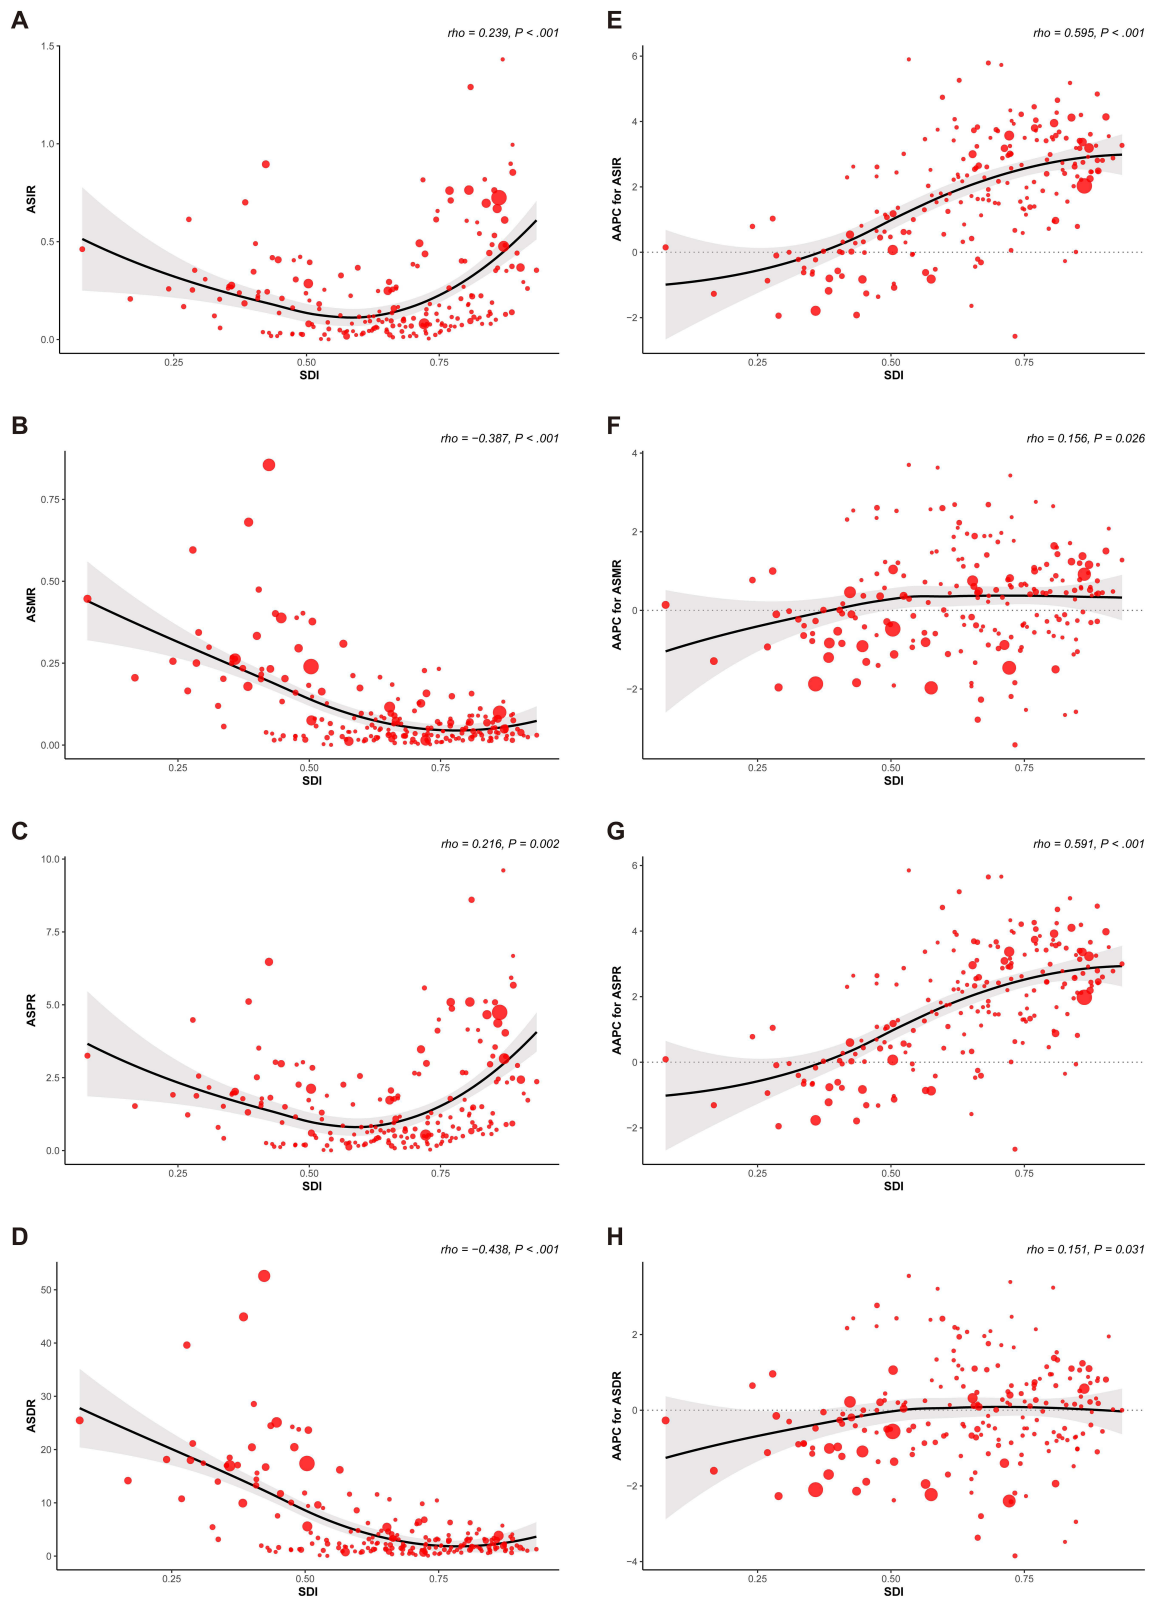 A
rho = 0.239, P < .001
1.5
1.0
0.5
0.0
ASIR
0.25 0.50 0.75
SDI
E
rho = 0.595, P < .001
6
4
2
0
−2
AAPC for ASIR
0.25 0.50 0.75
SDI
B
rho = −0.387, P < .001
0.75
0.50
0.25
0.00
ASMR
0.25 0.50 0.75
SDI
F
rho = 0.156, P = 0.026
4
2
0
−2
AAPC for ASMR
0.25 0.50 0.75
SDI
C
rho = 0.216, P = 0.002
10.0
7.5
5.0
2.5
0.0
ASPR
0.25 0.50 0.75
SDI
G
rho = 0.591, P < .001
6
4
2
0
−2
AAPC for ASPR
0.25 0.50 0.75
SDI
D
rho = −0.438, P < .001
50
40
30
20
10
0
ASDR
0.25 0.50 0.75
SDI
H
rho = 0.151, P = 0.031
2
0
−2
−4
AAPC for ASDR
0.25 0.50 0.75
SDI